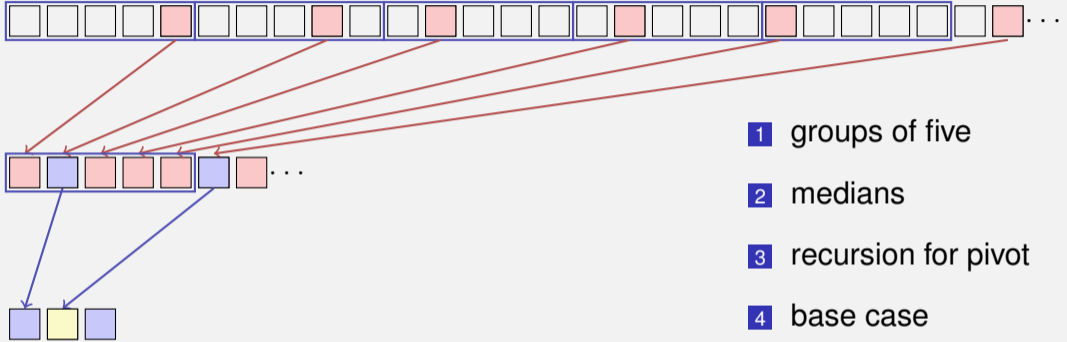 . . .
1 groups of five
. . .
2 medians
3 recursion for pivot
4 base case